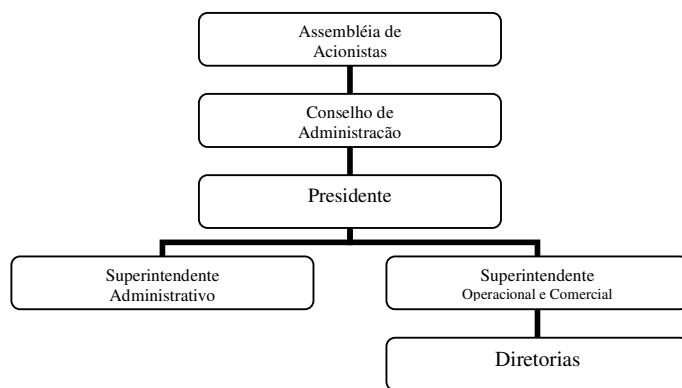 Assembléia de
Acionistas
Conselho de
Administração
Presidente
Superintendente
Administrativo
Superintendente
Operacional e Comercial
Diretorias